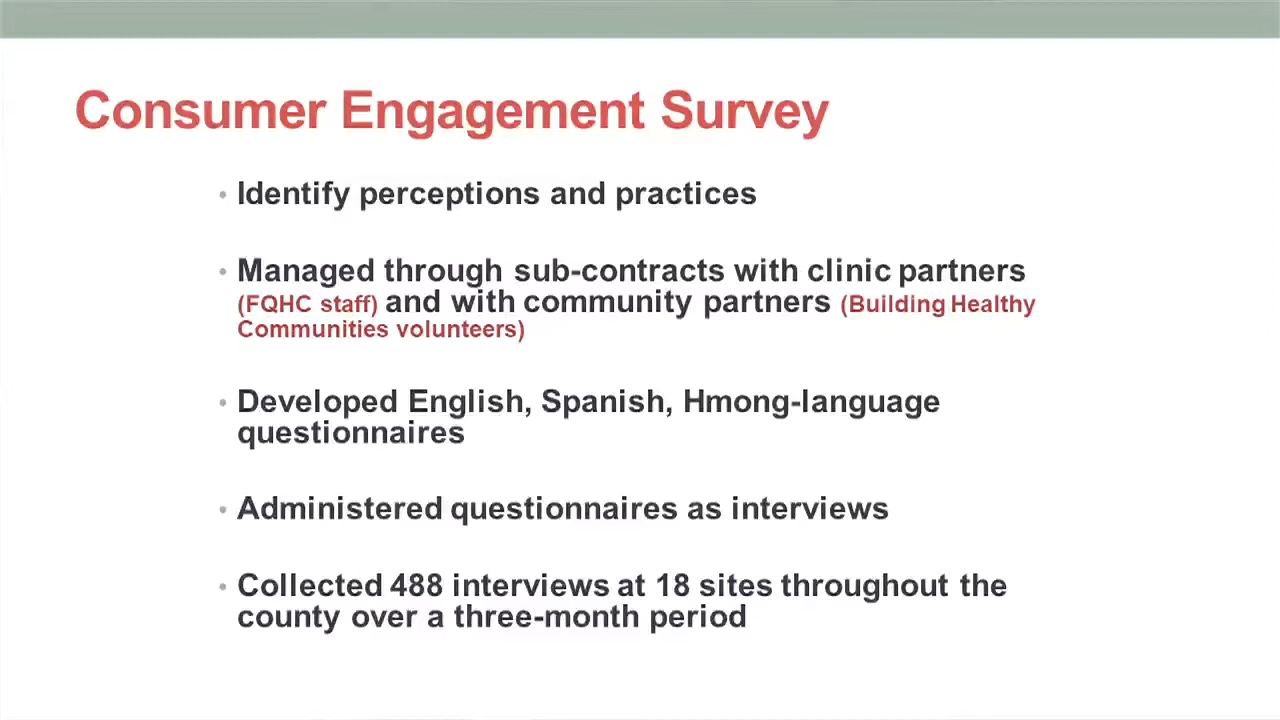 Consumer Engagement Survey
• Identify perceptions and practices
• Managed through sub-contracts with clinic partners
(FQHC staff) and with community partners (Building Healthy
Communities volunteers)
• Developed English, Spanish, Hmong-language
questionnaires
• Administered questionnaires as interviews
• Collected 488 interviews at 18 sites throughout the
county over a three-month period